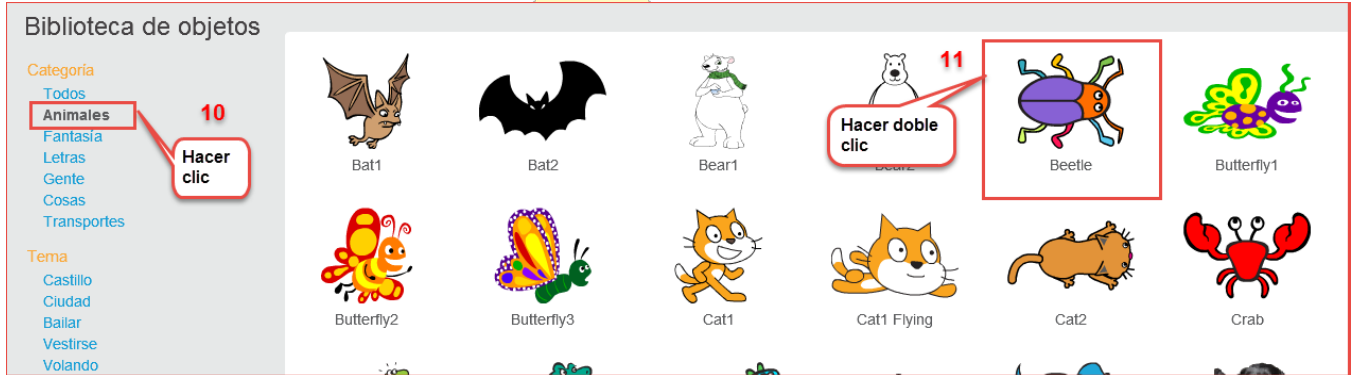 Biblioteca de objetos
Categoría
Todos
Animales
Fantasía
Letras
Gente
Cosas
Transportes
Tema
Castillo
Ciudad
Bailar
Vestirse
Volando
10
Hacer
clic
11
Hacer doble
clic
Bat1
Bat2
Bear1
Bear2
Beetle
Butterfly1
Butterfly2
Butterfly3
Cat1
Cat1 Flying
Cat2
Crab